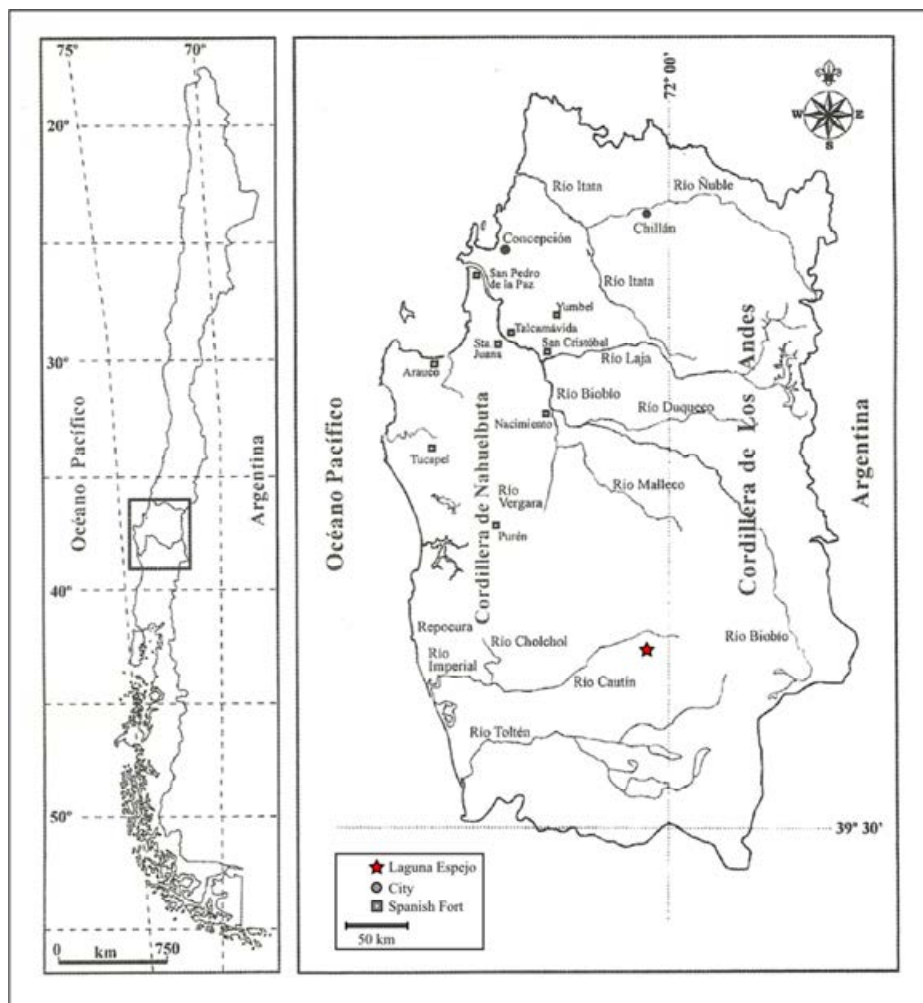 75°
70°
20°
30°
40°
50°
Océano Pacífico
Argentina
0 km 750
72° 00'
N
W
E
S
Río Itata
Río Ñuble
Chillán
Concepción
San Pedro
de la Paz
Río Itata
Yumbel
Talcamávida
Sta.
Juana
San Cristóbal
Arauco
Río Laja
Río Biobío
Río Duqueco
Nacimiento
Tucapel
Río
Vergara
Río Malleco
Purén
Océano Pacífico
Cordillera de Nahuelbuta
Cordillera de Los Andes
Argentina
Repocura
Río
Imperial
Río Cholchol
Río Cautín
Río Biobío
Río Toltén
39° 30'
Laguna Espejo
City
Spanish Fort
50 km